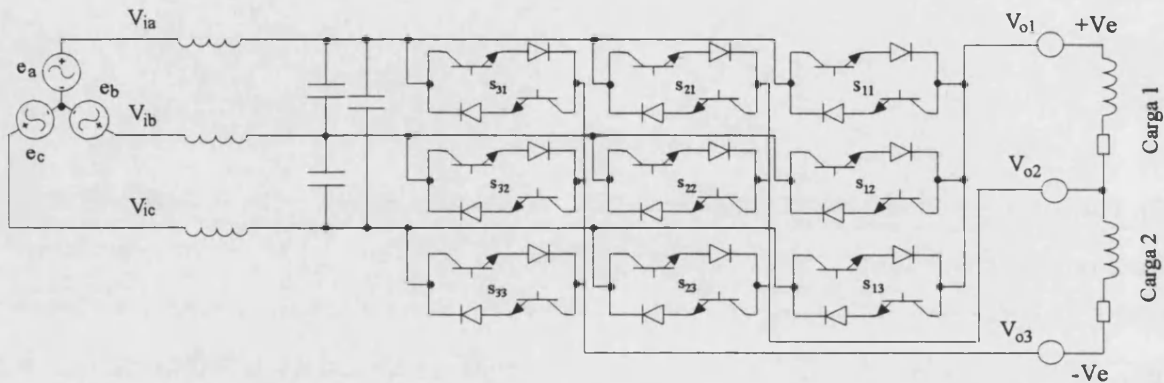 V_ia
V_o1
+Ve
e_a
e_b
s_31
s_21
s_11
V_ib
e_c
Carga 1
V_o2
s_32
s_22
s_12
V_ic
Carga 2
s_33
s_23
s_13
V_o3
-Ve